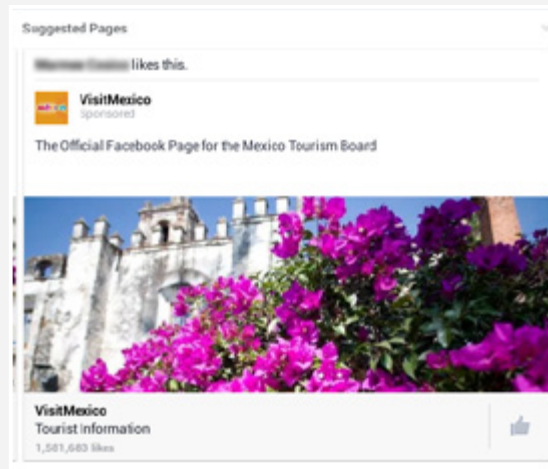 Suggested Pages
likes this.
VisitMexico
Sponsored
The Official Facebook Page for the Mexico Tourism Board
VisitMexico
Tourist Information
1,581,683 likes